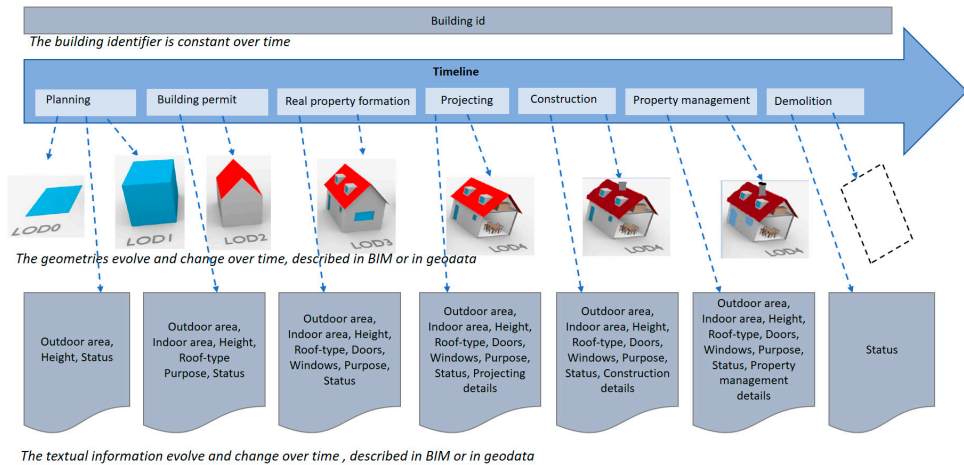 Building id
The building identifier is constant over time
Timeline
Planning
Building permit
Real property formation
Projecting
Construction
Property management
Demolition
LOD0
LOD1
LOD2
LOD3
LOD4
LOD4
LOD4
The geometries evolve and change over time, described in BIM or in geodata
Outdoor area,
Height, Status
Outdoor area,
Indoor area, Height,
Roof-type
Purpose, Status
Outdoor area,
Indoor area, Height,
Roof-type, Doors,
Windows, Purpose,
Status
Outdoor area,
Indoor area, Height,
Roof-type, Doors,
Windows, Purpose,
Status, Projecting
details
Outdoor area,
Indoor area, Height,
Roof-type, Doors,
Windows, Purpose,
Status, Construction
details
Outdoor area,
Indoor area, Height,
Roof-type, Doors,
Windows, Purpose,
Status, Property
management
details
Status
The textual information evolve and change over time , described in BIM or in geodata